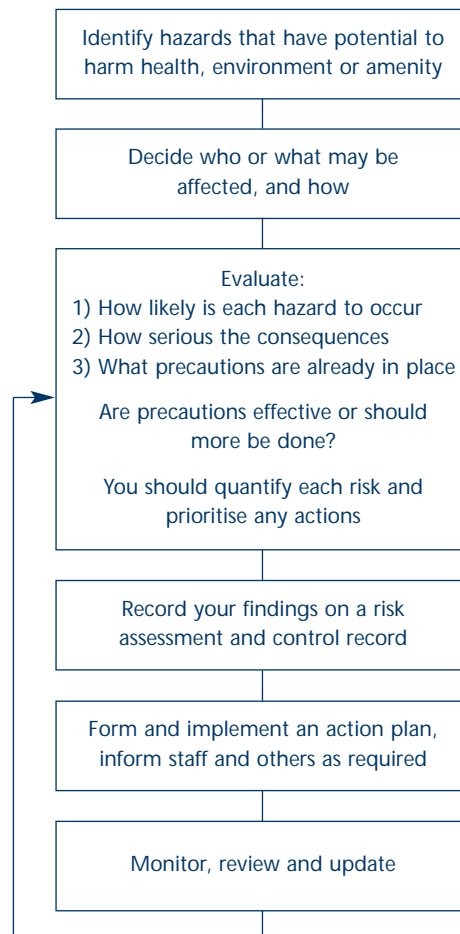 Identify hazards that have potential to
harm health, environment or amenity
Decide who or what may be
affected, and how
Evaluate:
1) How likely is each hazard to occur
2) How serious the consequences
3) What precautions are already in place
Are precautions effective or should
more be done?
You should quantify each risk and
prioritise any actions
Record your findings on a risk
assessment and control record
Form and implement an action plan,
inform staff and others as required
Monitor, review and update